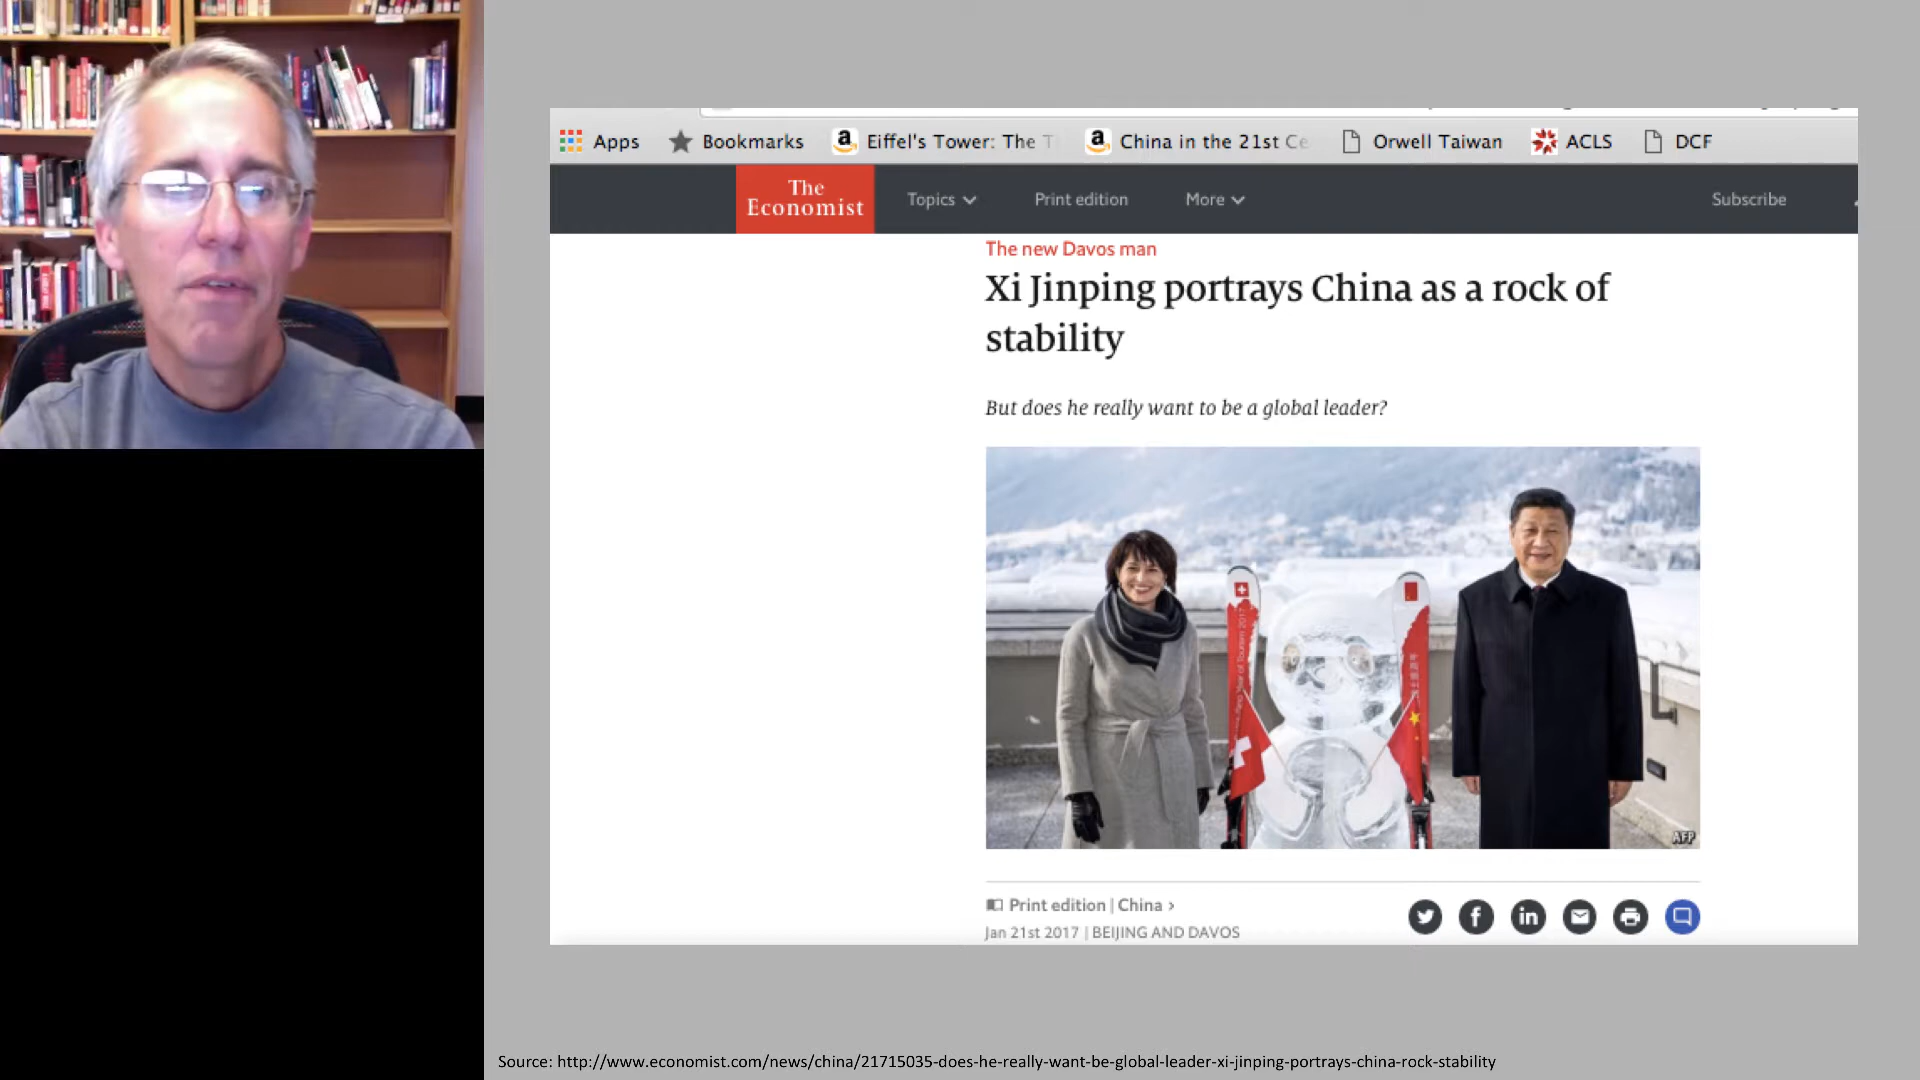 Apps
Bookmarks
Eiffel's Tower: The T
China in the 21st Ce
Orwell Taiwan
ACLS
DCF
The
Economist
Topics
Print edition
More
Subscribe
The new Davos man
Xi Jinping portrays China as a rock of
stability
But does he really want to be a global leader?
AFP
Print edition | China ›
Jan 21st 2017 | BEIJING AND DAVOS
Source: http://www.economist.com/news/china/21715035-does-he-really-want-be-global-leader-xi-jinping-portrays-china-rock-stability